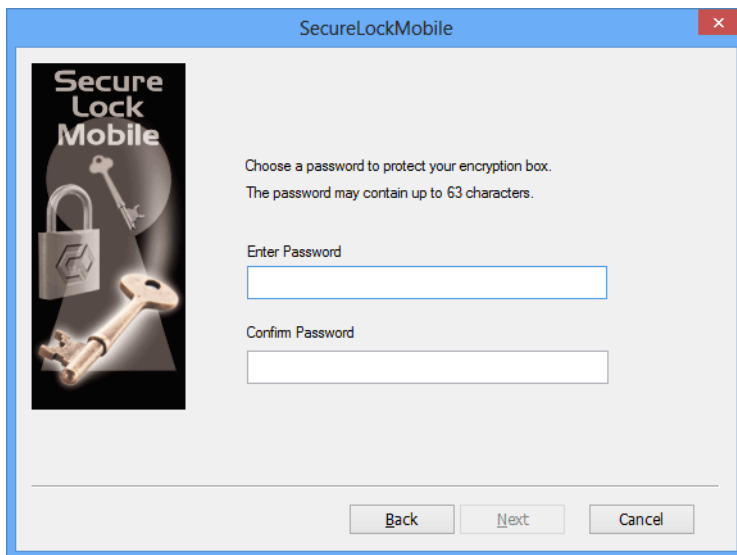 SecureLockMobile
Secure
Lock
Mobile
Choose a password to protect your encryption box.
The password may contain up to 63 characters.
Enter Password
Confirm Password
Back
Next
Cancel